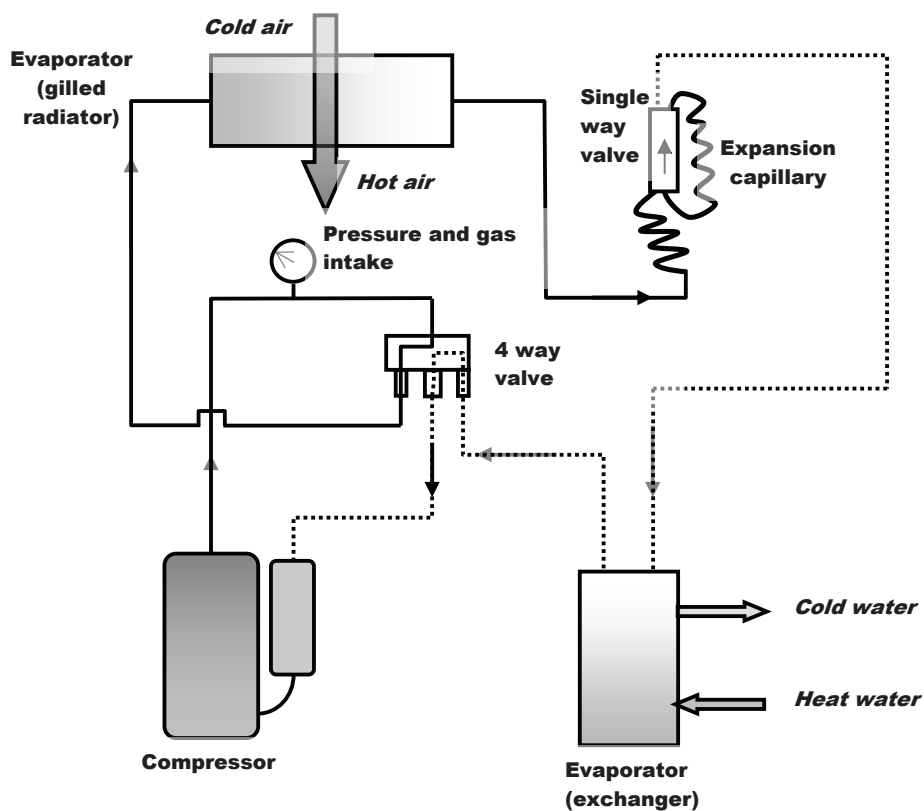 Cold air
Evaporator
(gilled
radiator)
Single
way
valve
Expansion
capillary
Hot air
Pressure and gas
intake
4 way
valve
Cold water
Heat water
Compressor
Evaporator
(exchanger)